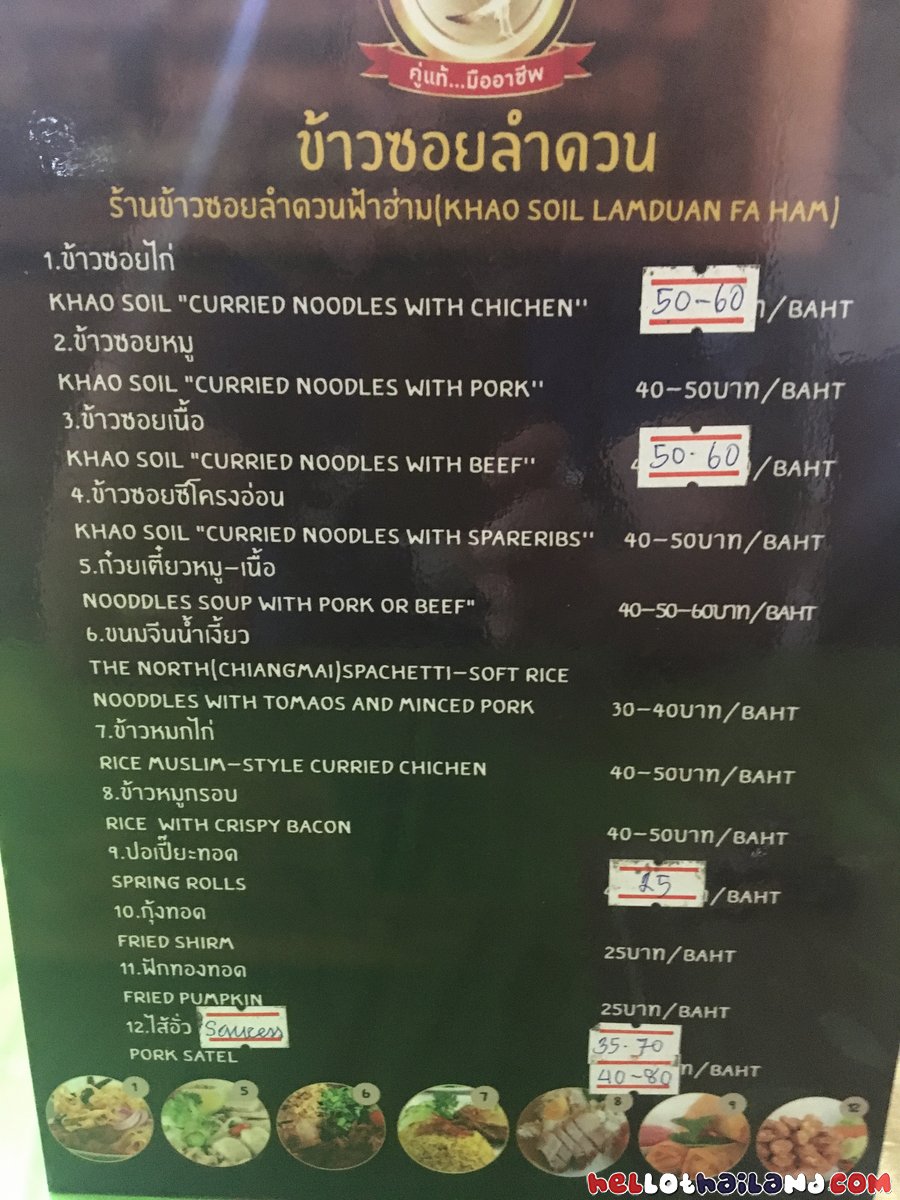 คู่แท้...มืออาชีพ
ข้าวซอยลำดวน
ร้านข้าวซอยลำดวนฟ้าฮ่าม(KHAO SOIL LAMDUAN FA HAM)
1.ข้าวซอยไก่
KHAO SOIL "CURRIED NOODLES WITH CHICHEN" 50-60 ท/BAHT
2.ข้าวซอยหมู
KHAO SOIL "CURRIED NOODLES WITH PORK" 40-50บาท/BAHT
3.ข้าวซอยเนื้อ
KHAO SOIL "CURRIED NOODLES WITH BEEF" 50-60 /BAHT
4.ข้าวซอยซี่โครงอ่อน
KHAO SOIL "CURRIED NOODLES WITH SPARERIBS" 40-50บาท/BAHT
5.ก๋วยเตี๋ยวหมู-เนื้อ
NOODDLES SOUP WITH PORK OR BEEF" 40-50-60บาท/BAHT
6.ขนมจีนน้ำเงี้ยว
THE NORTH(CHIANGMAI)SPACHETTI-SOFT RICE
NOODDLES WITH TOMAOS AND MINCED PORK 30-40บาท/BAHT
7.ข้าวหมกไก่
RICE MUSLIM-STYLE CURRIED CHICHEN 40-50บาท/BAHT
8.ข้าวหมูกรอบ
RICE WITH CRISPY BACON 40-50บาท/BAHT
9.ปอเปี๊ยะทอด
SPRING ROLLS 25 ท/BAHT
10.กุ้งทอด
FRIED SHIRM 25บาท/BAHT
11.ฟักทองทอด
FRIED PUMPKIN 25บาท/BAHT
12.ไส้อั่ว Saucess 35-70
PORK SATEL 40-80 ท/BAHT
1 5 6 7 8 9 12
HELLOTHAILAND.COM